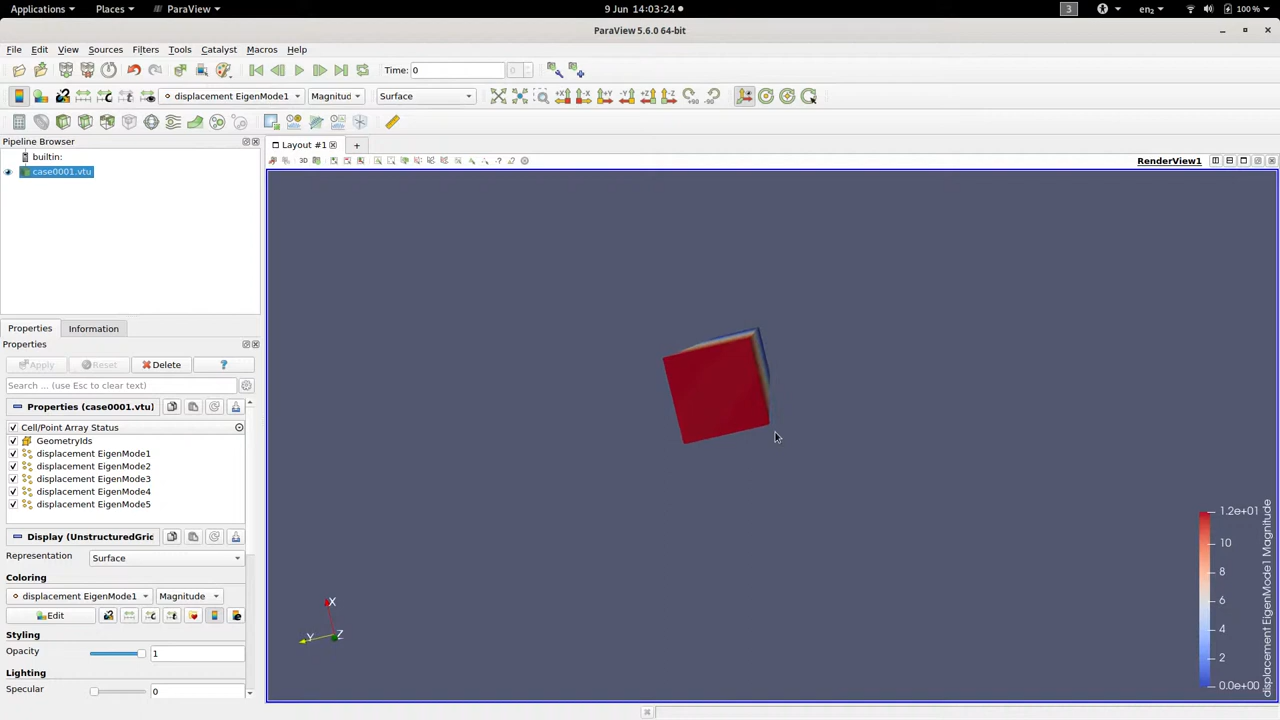 Applications Places ParaView 9 Jun 14:03:24 3 en₂ 100 %
ParaView 5.6.0 64-bit
File Edit View Sources Filters Tools Catalyst Macros Help
Time: 0 0
displacement EigenMode1 Magnitud Surface
Pipeline Browser
builtin:
case0001.vtu
Layout #1
3D RenderView1
Properties Information
Properties
Apply Reset Delete ?
Search ... (use Esc to clear text)
Properties (case0001.vtu)
Cell/Point Array Status
GeometryIds
displacement EigenMode1
displacement EigenMode2
displacement EigenMode3
displacement EigenMode4
displacement EigenMode5
Display (UnstructuredGric
Representation Surface
Coloring
displacement EigenMode1 Magnitude
Edit
Styling
Opacity 1
Lighting
Specular 0
X
Y
Z
1.2e+01
10
8
6
4
2
0.0e+00
displacement EigenMode1 Magnitude